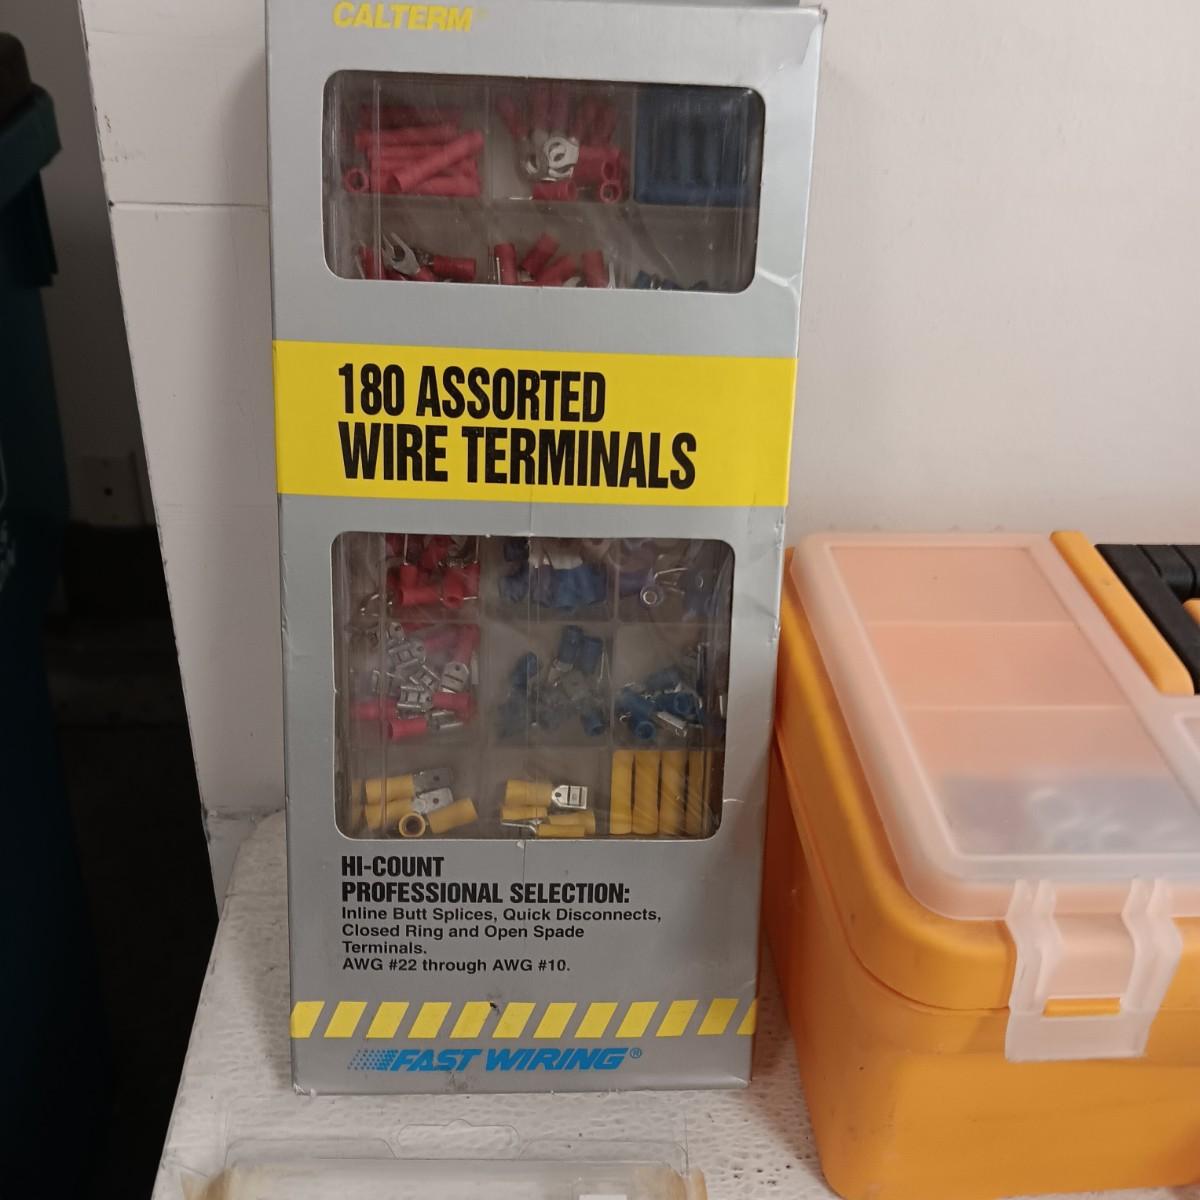 CALTERM
180 ASSORTED
WIRE TERMINALS
HI-COUNT
PROFESSIONAL SELECTION:
Inline Butt Splices, Quick Disconnects,
Closed Ring and Open Spade
Terminals.
AWG #22 through AWG #10.
FAST WIRING®